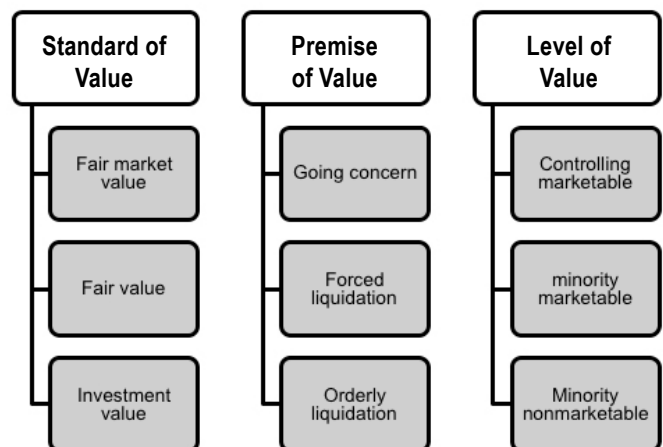 Standard of
Value
Fair market
value
Fair value
Investment
value
Premise
of Value
Going concern
Forced
liquidation
Orderly
liquidation
Level of
Value
Controlling
marketable
minority
marketable
Minority
nonmarketable